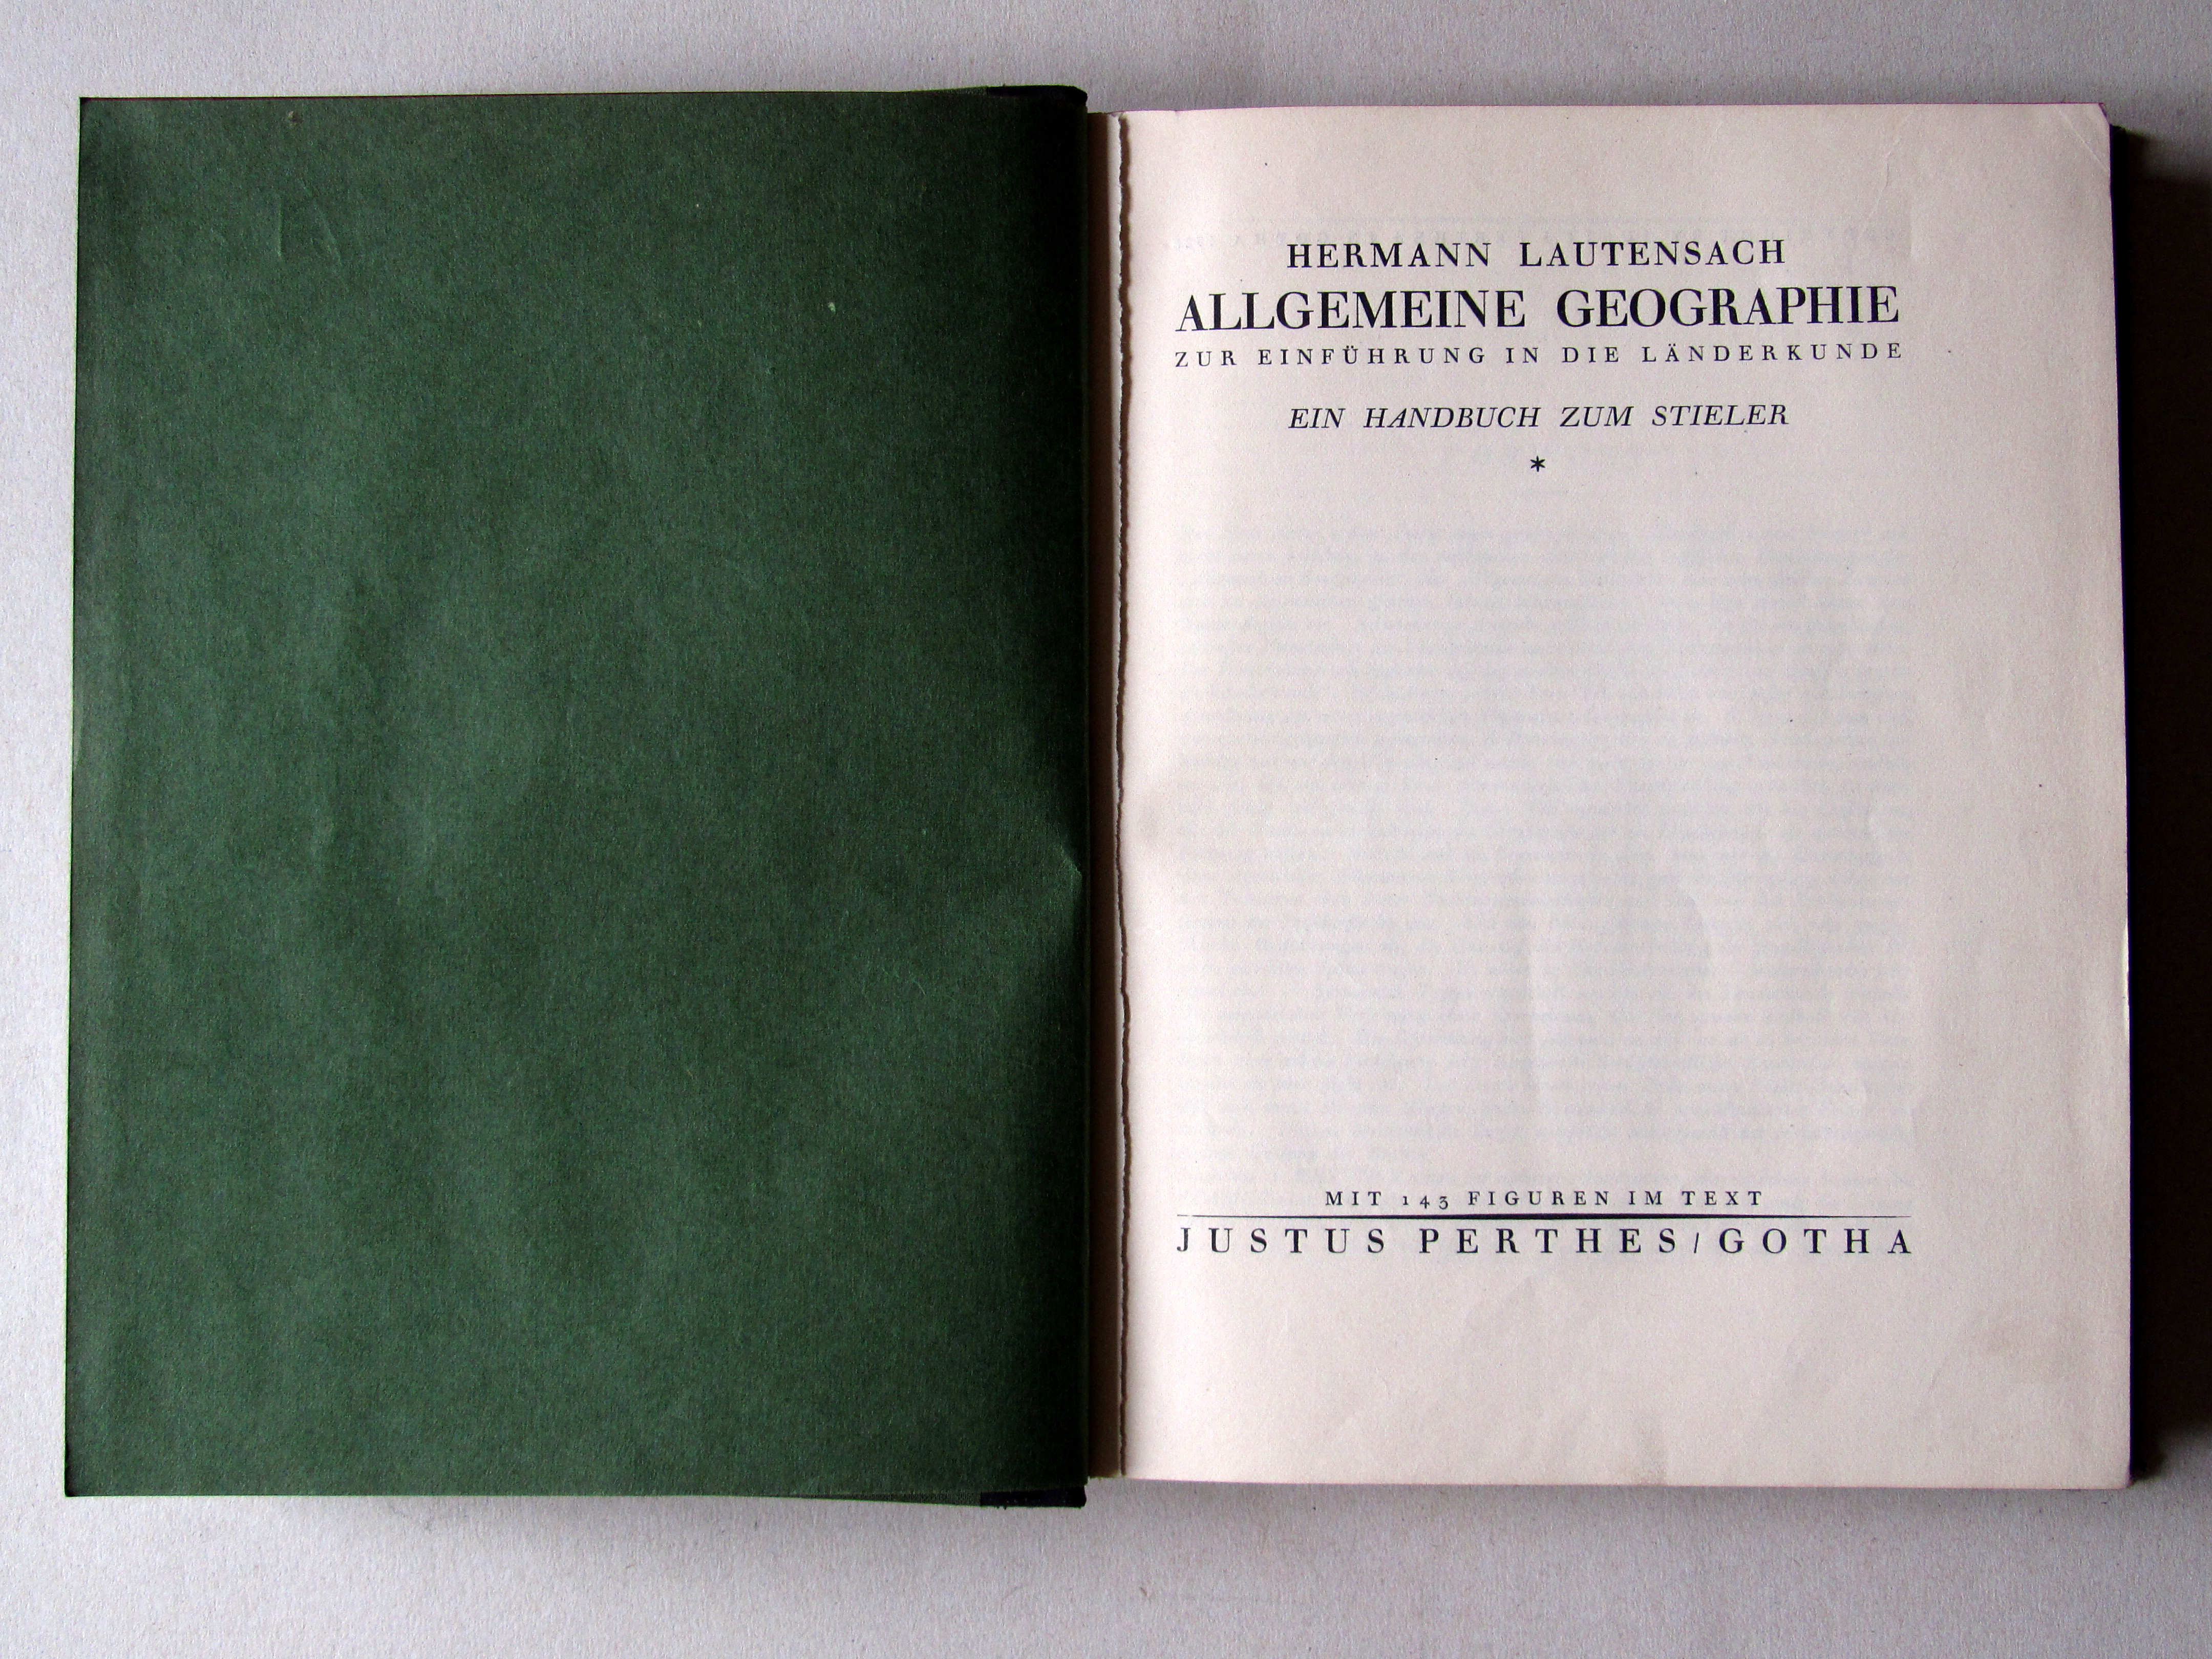 HERMANN LAUTENSACH
ALLGEMEINE GEOGRAPHIE
ZUR EINFÜHRUNG IN DIE LÄNDERKUNDE
EIN HANDBUCH ZUM STIELER
*
MIT 143 FIGUREN IM TEXT
JUSTUS PERTHES/GOTHA